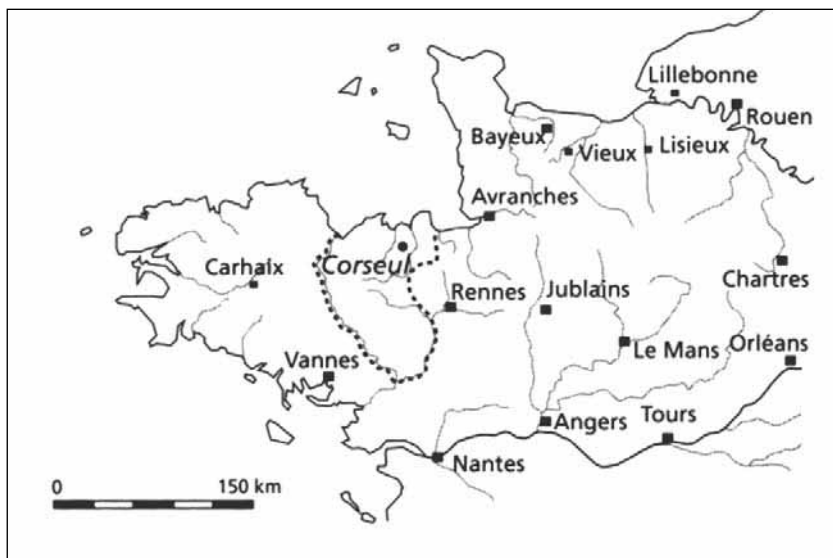 Lillebonne
Rouen
Bayeux
Vieux
Lisieux
Avranches
Corseul
Carhaix
Chartres
Rennes
Jublains
Le Mans
Orléans
Vannes
Angers
Tours
Nantes
0 150 km